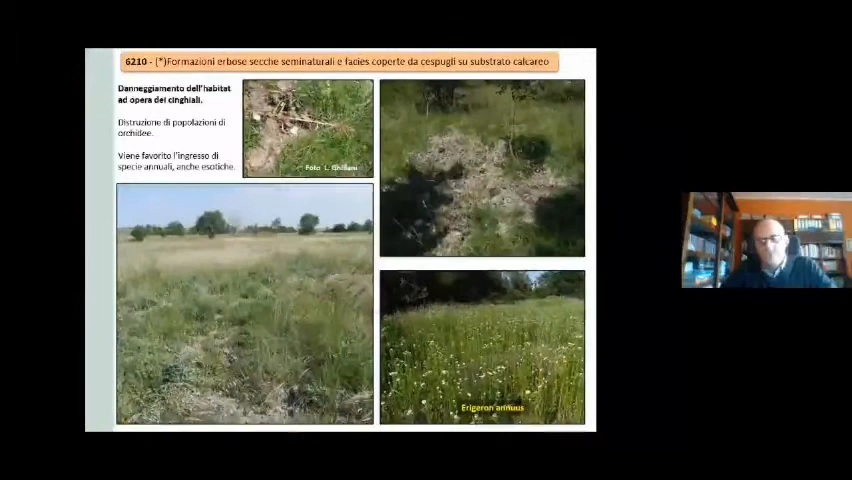 6210 - (*)Formazioni erbose secche seminaturali e facies coperte da cespugli su substrato calcareo
Danneggiamento dell'habitat
ad opera dei cinghiali.
Distruzione di popolazioni di
orchidee.
Viene favorito l'ingresso di
specie annuali, anche esotiche.
Foto L. Ghillani
Erigeron annuus